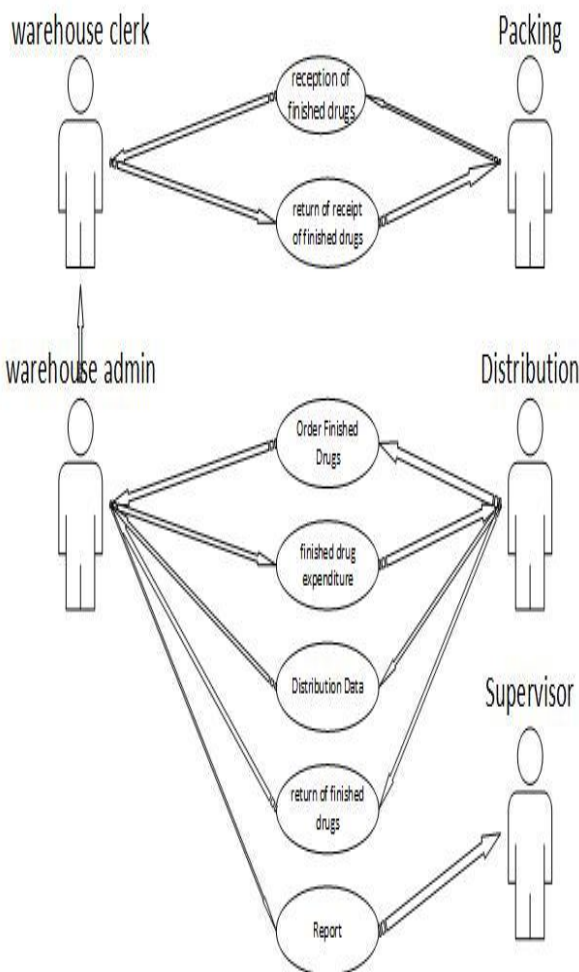 warehouse clerk
Packing
reception of
finished drugs
return of receipt
of finished drugs
warehouse admin
Distribution
Order Finished
Drugs
finished drug
expenditure
Distribution Data
Supervisor
return of finished
drugs
Report